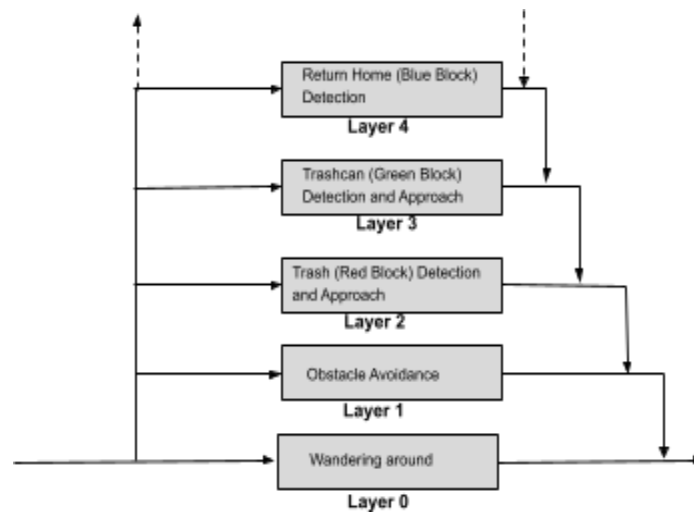 Return Home (Blue Block)
Detection
Layer 4
Trashcan (Green Block)
Detection and Approach
Layer 3
Trash (Red Block) Detection
and Approach
Layer 2
Obstacle Avoidance
Layer 1
Wandering around
Layer 0